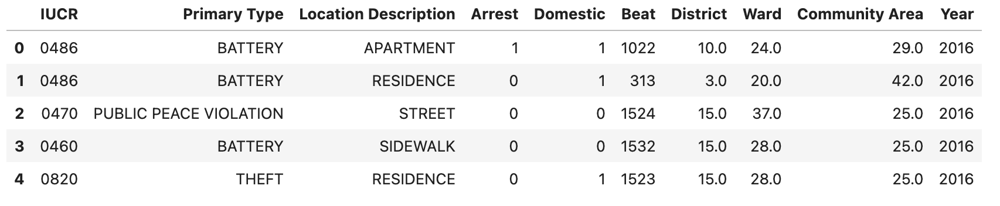 IUCR Primary Type Location Description Arrest Domestic Beat District Ward Community Area Year
0 0486 BATTERY APARTMENT 1 1 1022 10.0 24.0 29.0 2016
1 0486 BATTERY RESIDENCE 0 1 313 3.0 20.0 42.0 2016
2 0470 PUBLIC PEACE VIOLATION STREET 0 0 1524 15.0 37.0 25.0 2016
3 0460 BATTERY SIDEWALK 0 0 1532 15.0 28.0 25.0 2016
4 0820 THEFT RESIDENCE 0 1 1523 15.0 28.0 25.0 2016